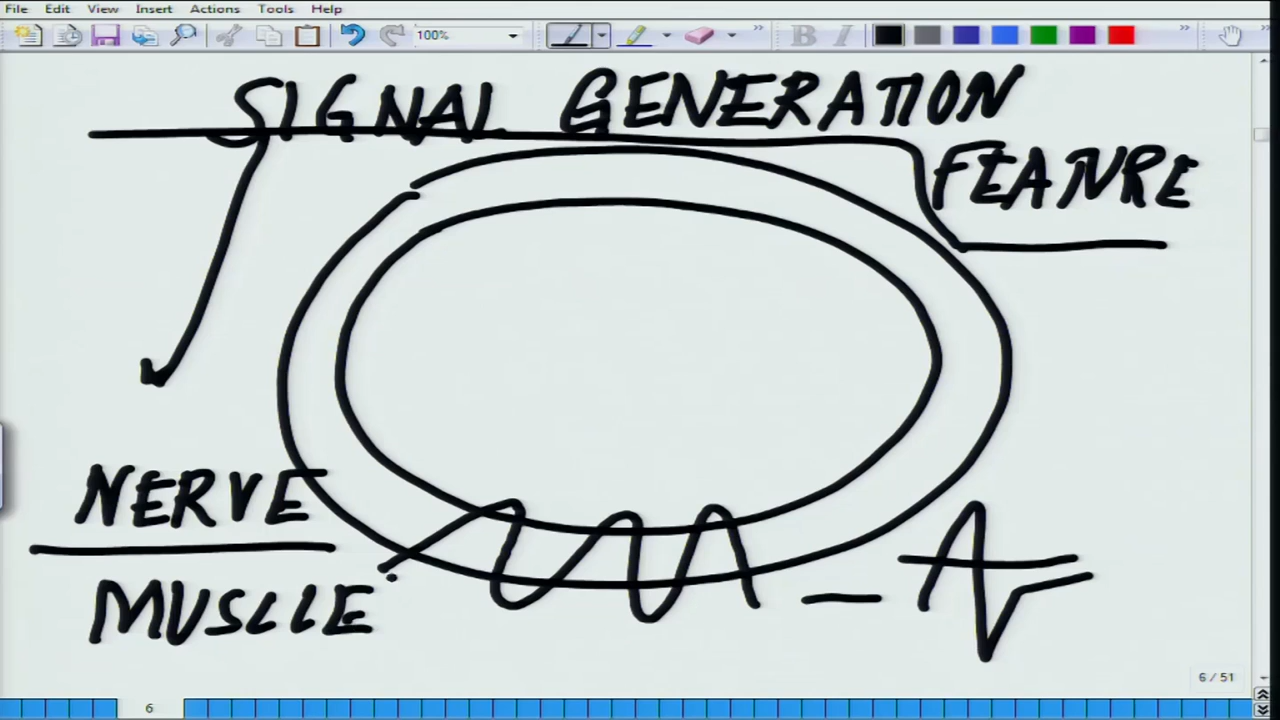 File Edit View Insert Actions Tools Help
100%
B I
SIGNAL GENERATION
FEATURE
NERVE
MUSCLE
6 / 51
6